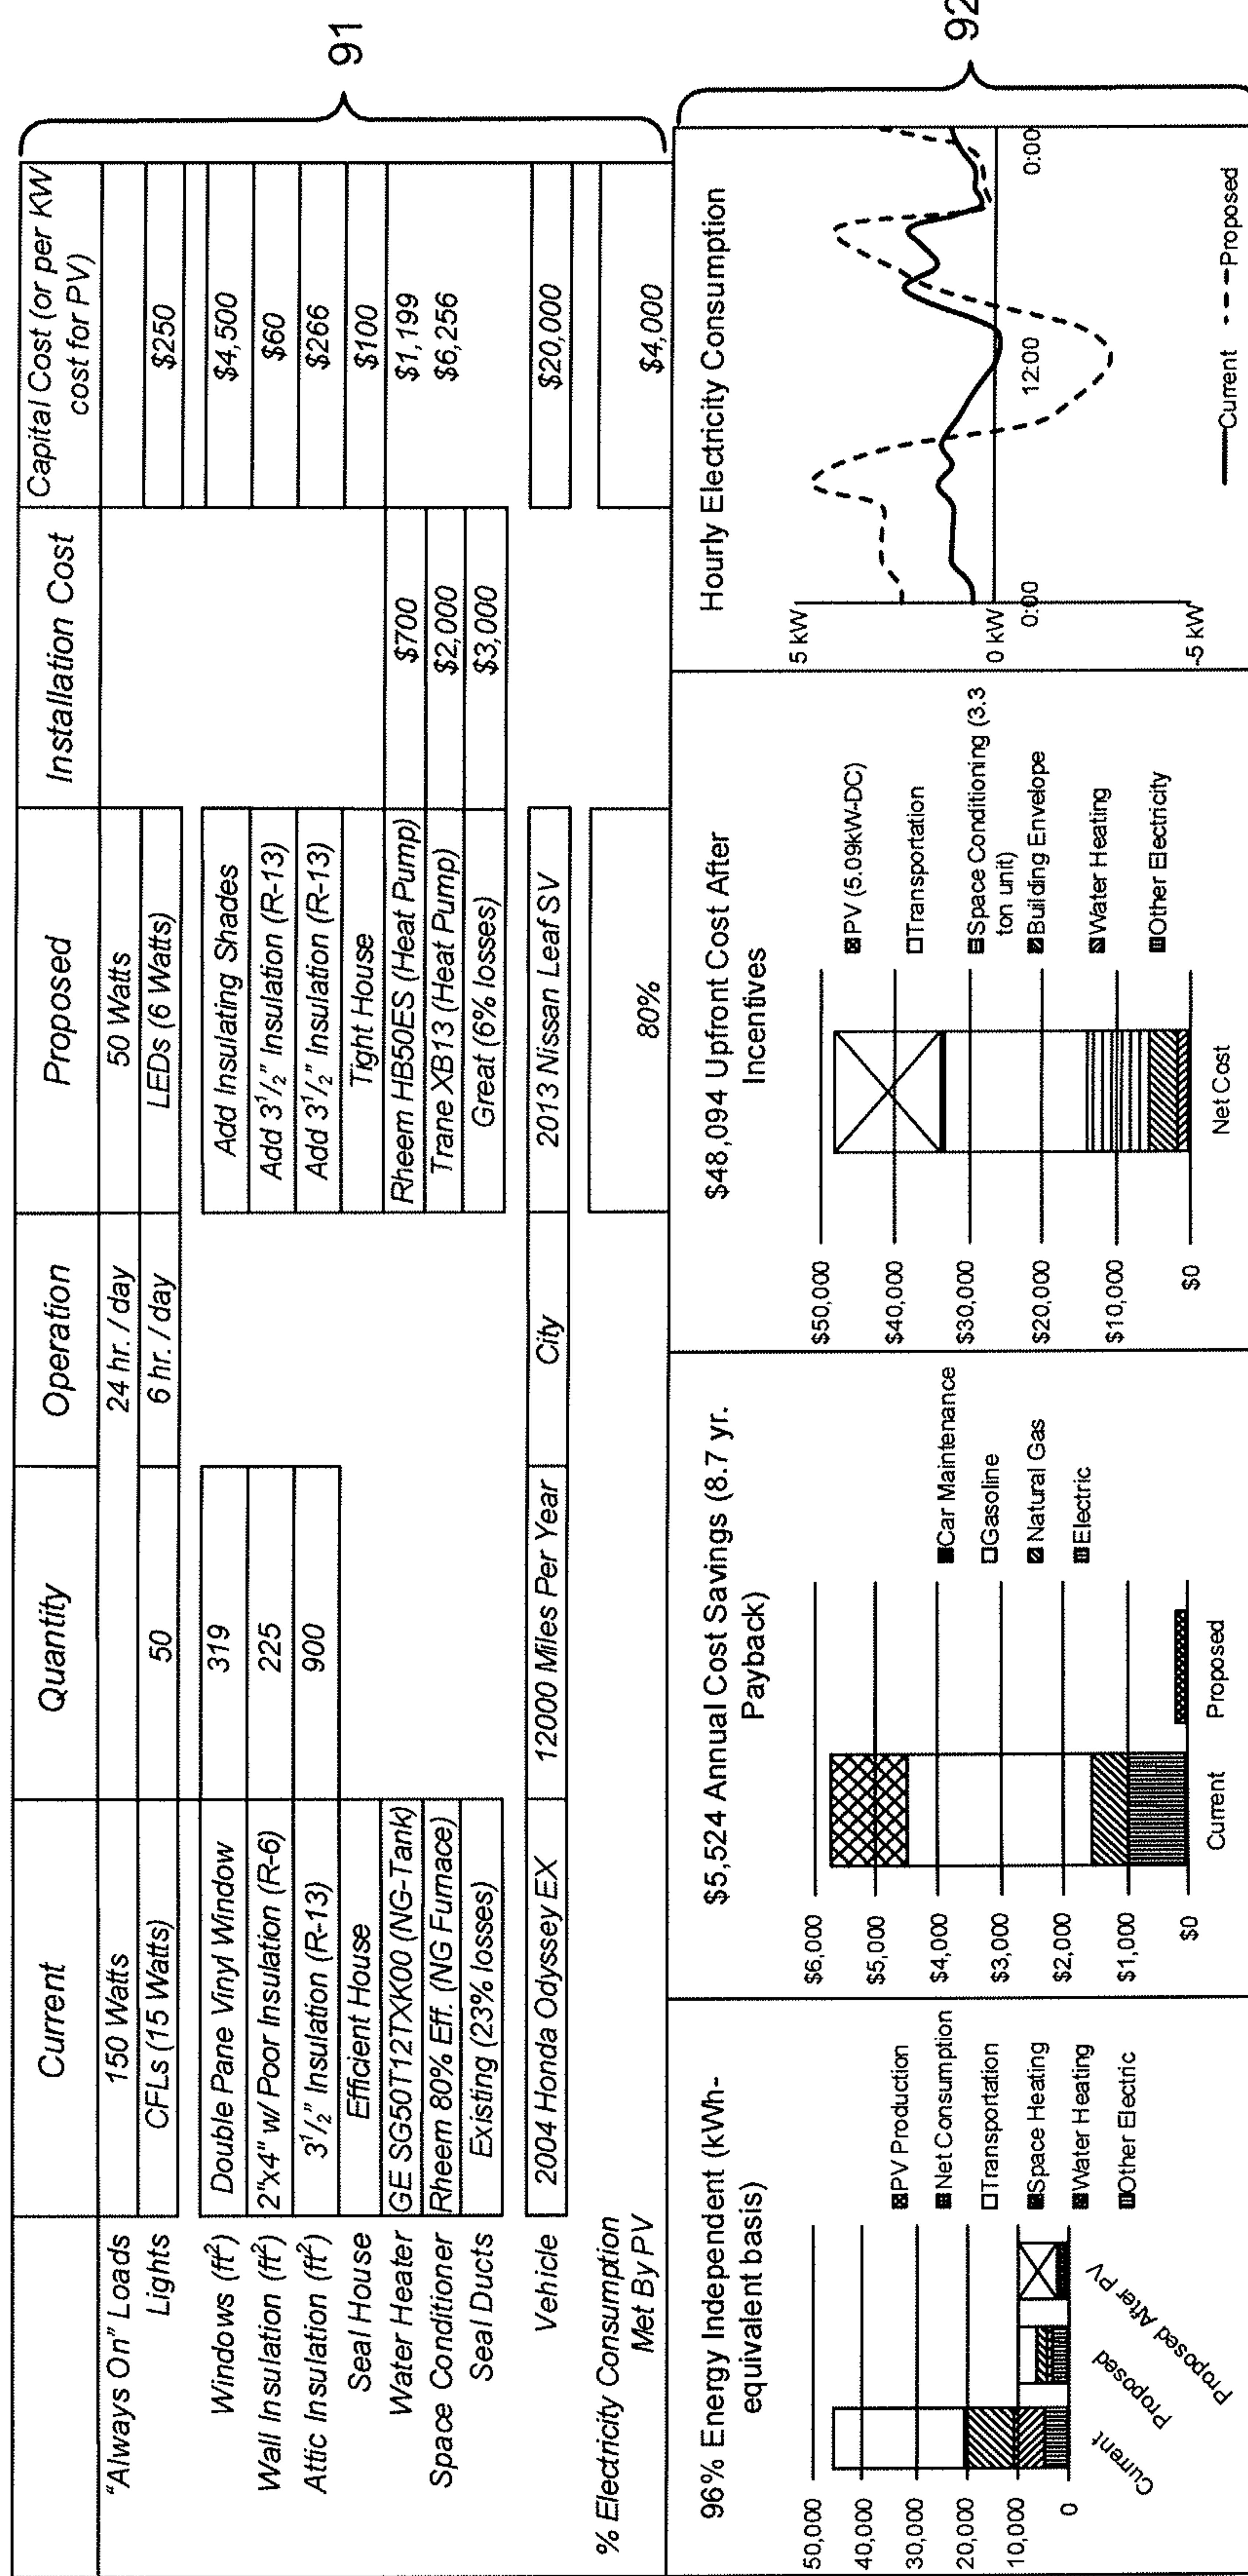 Current Quantity Operation Proposed Installation Cost Capital Cost (or per KW
cost for PV)
"Always On" Loads 150 Watts 24 hr. / day 50 Watts
Lights CFLs (15 Watts) 50 6 hr. / day LEDs (6 Watts) $250
Windows (ft²) Double Pane Vinyl Window 319 Add Insulating Shades $4,500
Wall Insulation (ft²) 2"x4" w/ Poor Insulation (R-6) 225 Add 3¹/₂" Insulation (R-13) $60
Attic Insulation (ft²) 3¹/₂" Insulation (R-13) 900 Add 3¹/₂" Insulation (R-13) $266
Seal House Efficient House Tight House $100
Water Heater GE SG50T12TXK00 (NG-Tank) Rheem HB50ES (Heat Pump) $700 $1,199
Space Conditioner Rheem 80% Eff. (NG Furnace) Trane XB13 (Heat Pump) $2,000 $6,256
Seal Ducts Existing (23% losses) Great (6% losses) $3,000
Vehicle 2004 Honda Odyssey EX 12000 Miles Per Year City 2013 Nissan Leaf SV $20,000
% Electricity Consumption
Met By PV 80% $4,000
91
96% Energy Independent (kWh-
equivalent basis)
50,000
40,000
30,000
20,000
10,000
0
Current
Proposed
Proposed After PV
PV Production
Net Consumption
Transportation
Space Heating
Water Heating
Other Electric
$5,524 Annual Cost Savings (8.7 yr.
Payback)
$6,000
$5,000
$4,000
$3,000
$2,000
$1,000
$0
Current Proposed
Car Maintenance
Gasoline
Natural Gas
Electric
$48,094 Upfront Cost After
Incentives
$50,000
$40,000
$30,000
$20,000
$10,000
$0
Net Cost
PV (5.09kW-DC)
Transportation
Space Conditioning (3.3
ton unit)
Building Envelope
Water Heating
Other Electricity
Hourly Electricity Consumption
5 kW
0 kW
-5 kW
0:00 12:00 0:00
Current Proposed
92